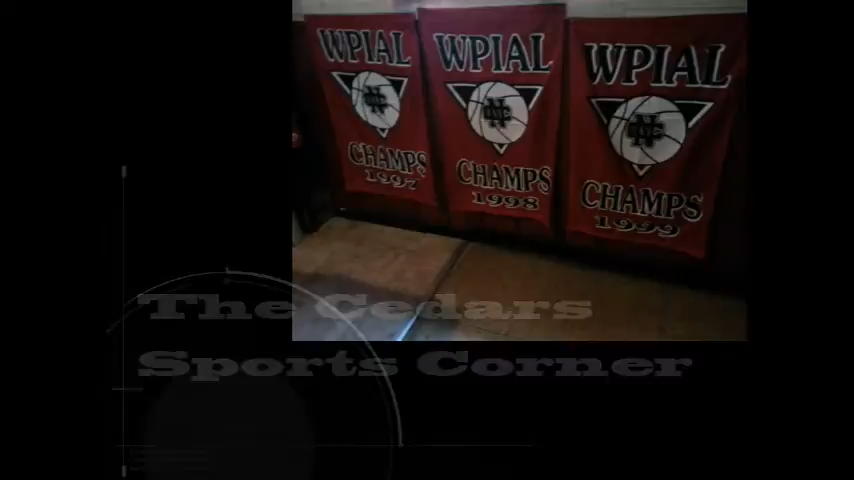 WPIAL
CHAMPS
1997
WPIAL
CHAMPS
1998
WPIAL
CHAMPS
1999
The Cedars
Sports Corner